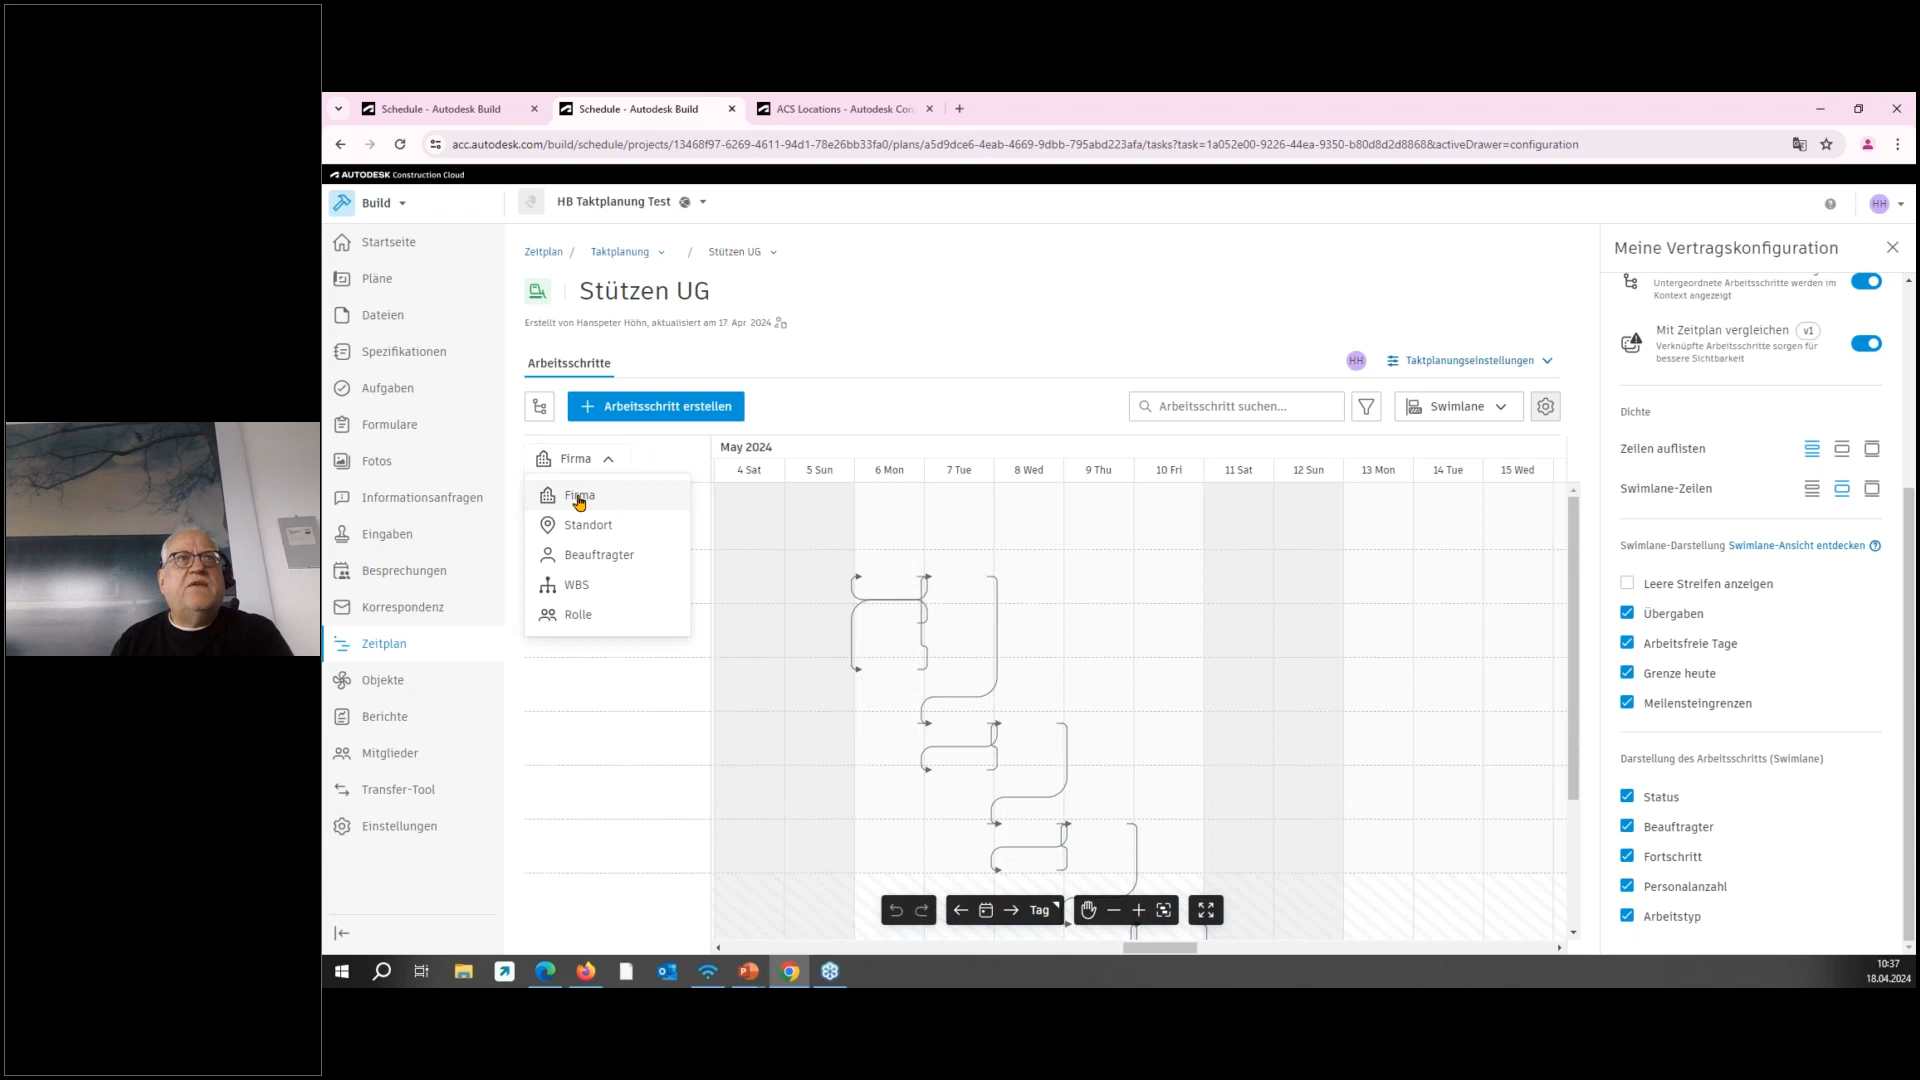 Schedule - Autodesk Build
Schedule - Autodesk Build
ACS Locations - Autodesk Con
acc.autodesk.com/build/schedule/projects/13468f97-6269-4611-94d1-78e26bb33fa0/plans/a5d9dce6-4eab-4669-9dbb-795abd223afa/tasks?task=1a052e00-9226-44ea-9350-b80d8d2d8868&activeDrawer=configuration
AUTODESK Construction Cloud
Build
HB Taktplanung Test
HH
Startseite
Pläne
Dateien
Spezifikationen
Aufgaben
Formulare
Fotos
Informationsanfragen
Eingaben
Besprechungen
Korrespondenz
Zeitplan
Objekte
Berichte
Mitglieder
Transfer-Tool
Einstellungen
Zeitplan / Taktplanung / Stützen UG
Stützen UG
Erstellt von Hanspeter Höhn, aktualisiert am 17. Apr. 2024
Arbeitsschritte
HH
Taktplanungseinstellungen
Arbeitsschritt erstellen
Arbeitsschritt suchen...
Swimlane
Firma
May 2024
4 Sat 5 Sun 6 Mon 7 Tue 8 Wed 9 Thu 10 Fri 11 Sat 12 Sun 13 Mon 14 Tue 15 Wed
Firma
Standort
Beauftragter
WBS
Rolle
Tag
Meine Vertragskonfiguration
Untergeordnete Arbeitsschritte werden im
Kontext angezeigt
Mit Zeitplan vergleichen v1
Verknüpfte Arbeitsschritte sorgen für
bessere Sichtbarkeit
Dichte
Zeilen auflisten
Swimlane-Zeilen
Swimlane-Darstellung Swimlane-Ansicht entdecken
Leere Streifen anzeigen
Übergaben
Arbeitsfreie Tage
Grenze heute
Meilensteingrenzen
Darstellung des Arbeitsschritts (Swimlane)
Status
Beauftragter
Fortschritt
Personalanzahl
Arbeitstyp
10:37
18.04.2024